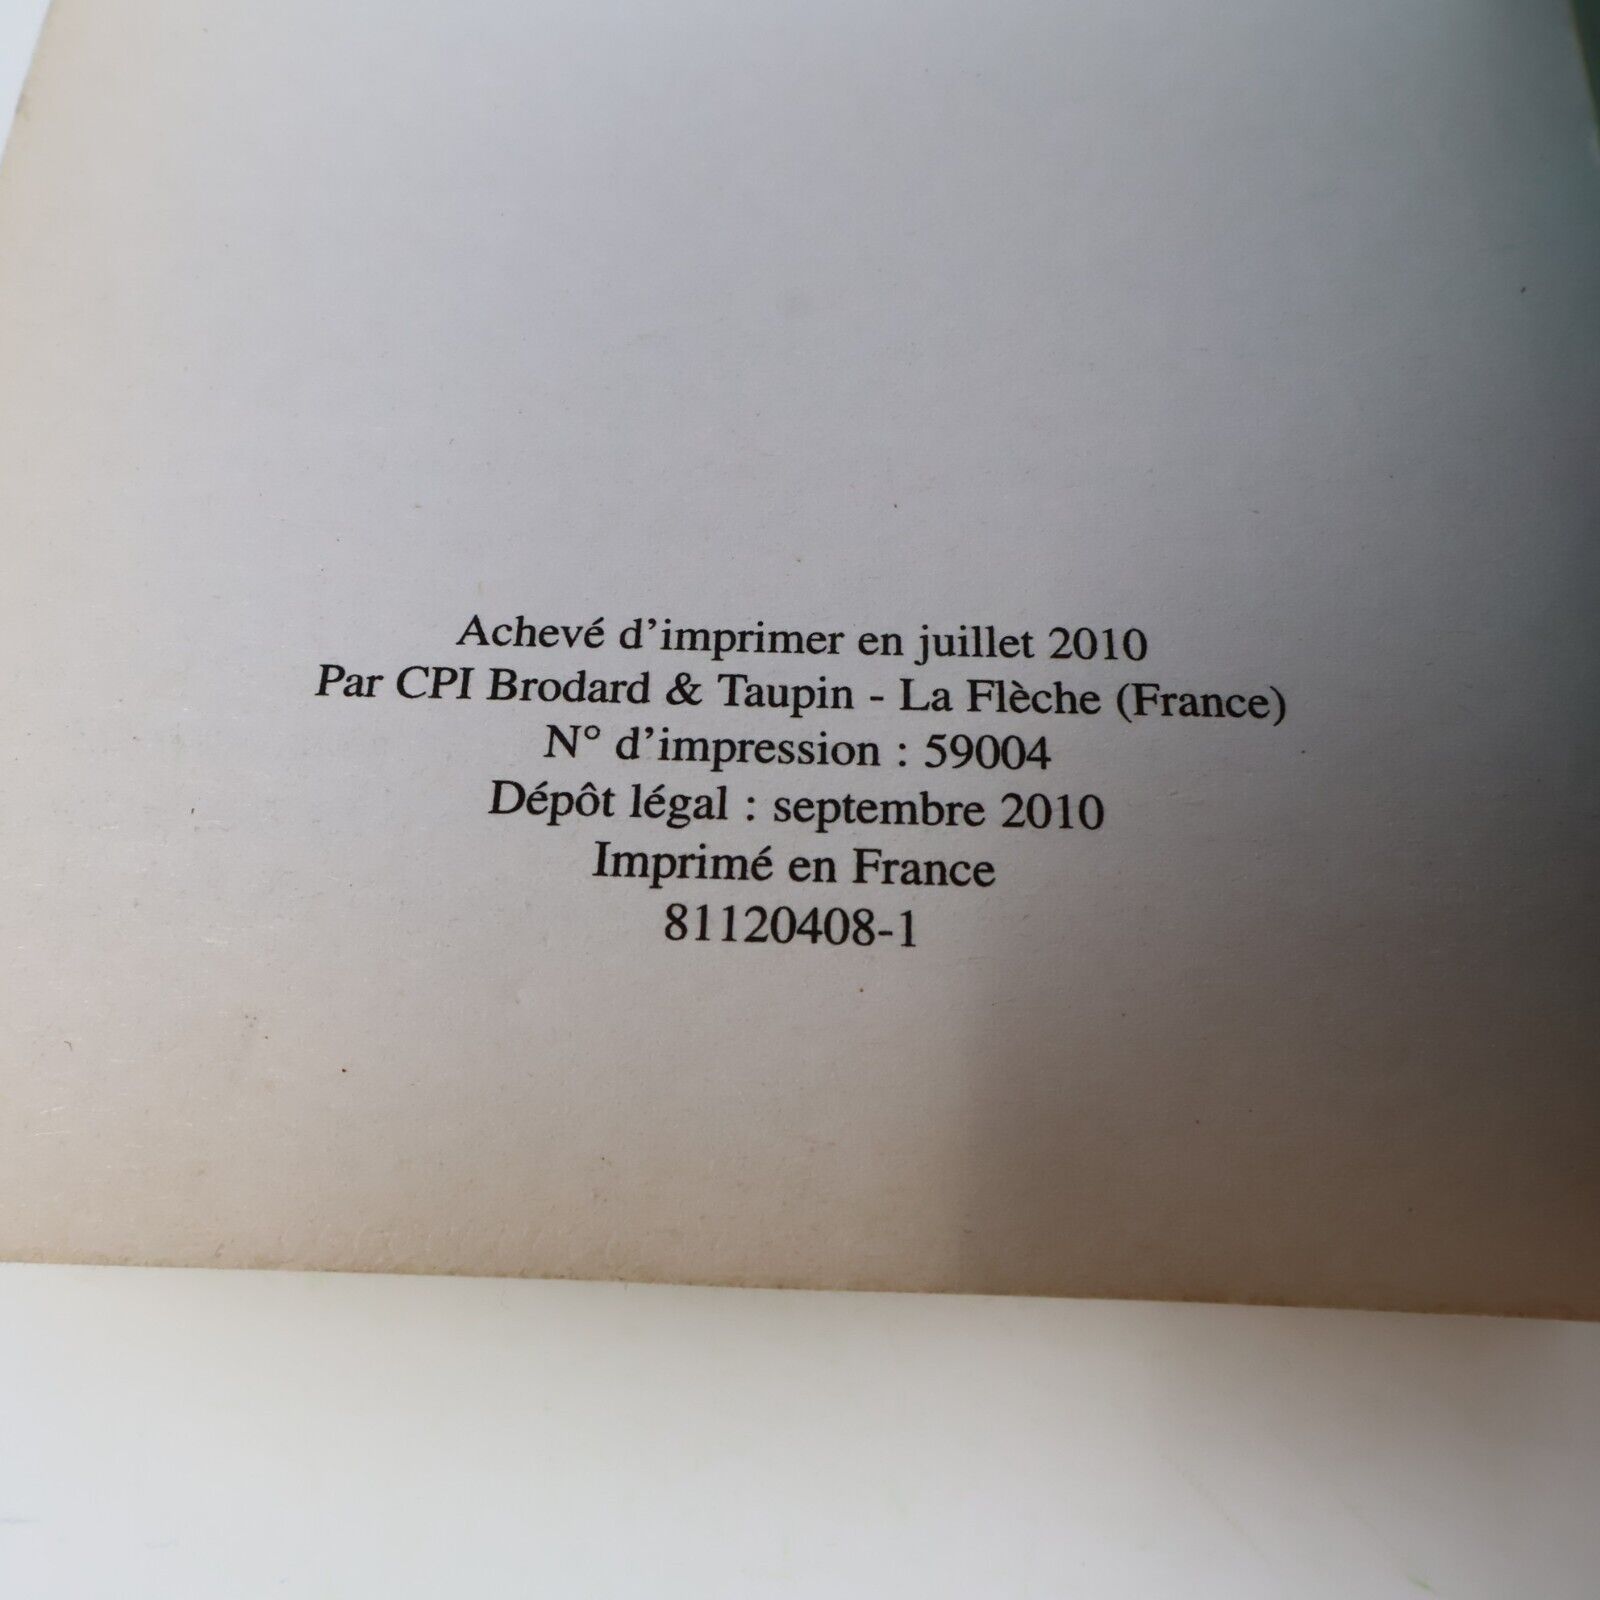 Achevé d'imprimer en juillet 2010
Par CPI Brodard & Taupin - La Flèche (France)
N° d'impression : 59004
Dépôt légal : septembre 2010
Imprimé en France
81120408-1